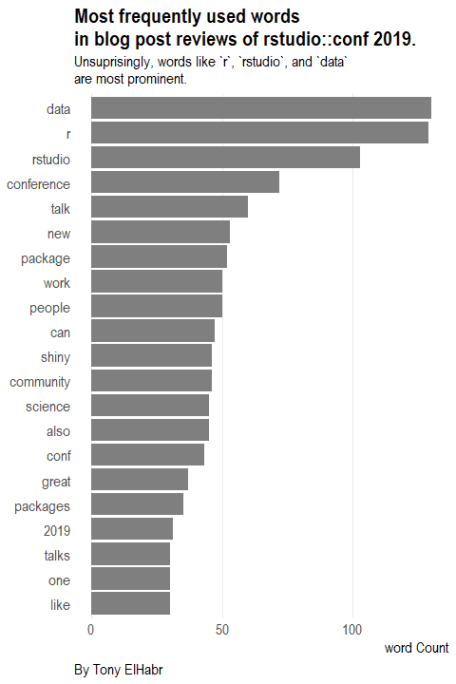 Most frequently used words
in blog post reviews of rstudio::conf 2019.
Unsuprisingly, words like `r`, `rstudio`, and `data`
are most prominent.
data
r
rstudio
conference
talk
new
package
work
people
can
shiny
community
science
also
conf
great
packages
2019
talks
one
like
0 50 100
word Count
By Tony ElHabr